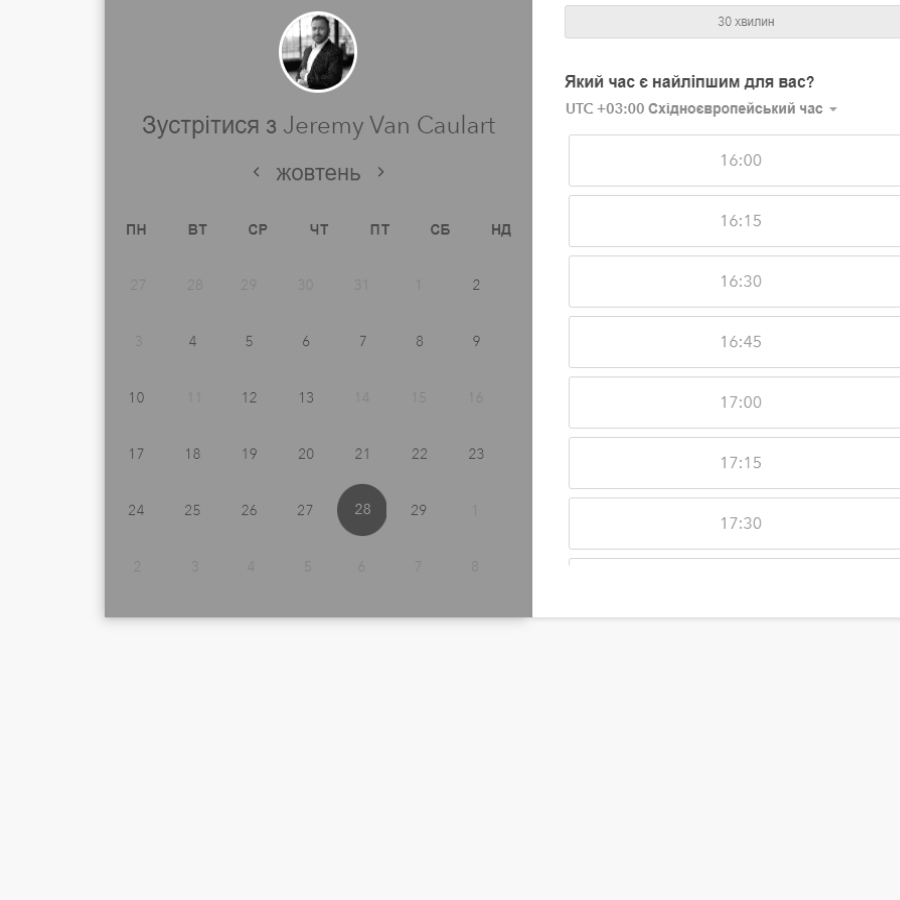 Зустрітися з Jeremy Van Caulart
жовтень
ПН ВТ СР ЧТ ПТ СБ НД
27 28 29 30 31 1 2
3 4 5 6 7 8 9
10 11 12 13 14 15 16
17 18 19 20 21 22 23
24 25 26 27 28 29 1
2 3 4 5 6 7 8
30 хвилин
Який час є найліпшим для вас?
UTC +03:00 Східноєвропейський час
16:00
16:15
16:30
16:45
17:00
17:15
17:30